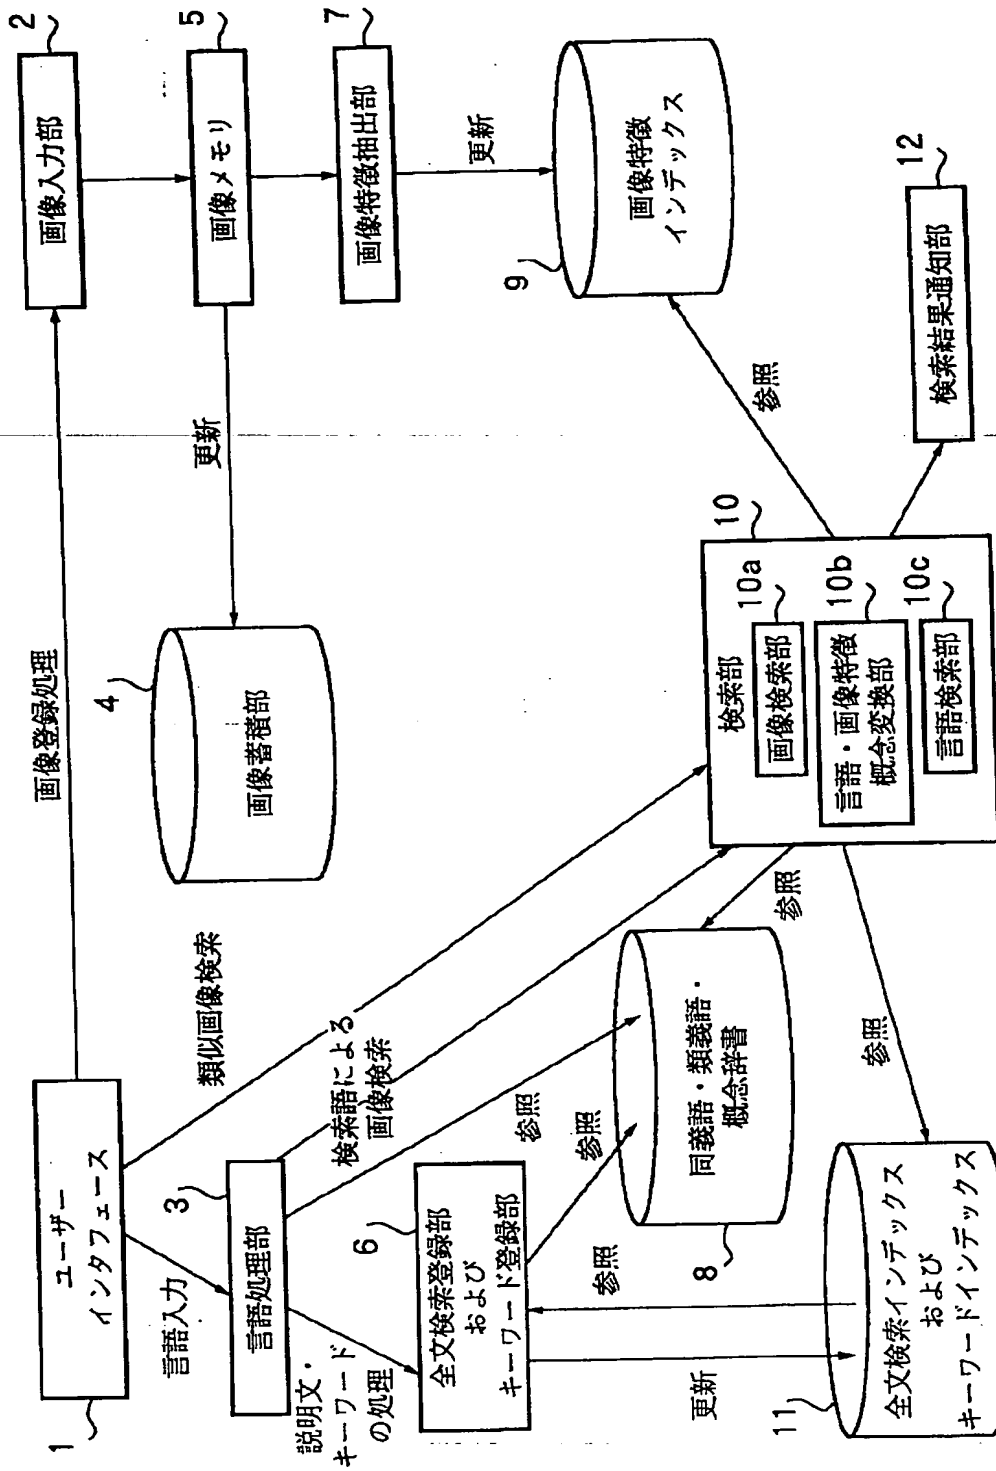 1
ユーザー
インタフェース
画像登録処理
2
画像入力部
言語入力
類似画像検索
3
言語処理部
検索語による
画像検索
4
画像蓄積部
更新
5
画像メモリ
説明文・
キーワード
の処理
6
全文検索登録部
および
キーワード登録部
参照
参照
参照
7
画像特徴抽出部
更新
8
同義語・類義語・
概念辞書
参照
9
画像特徴
インデックス
参照
10
検索部
10a
画像検索部
10b
言語・画像特徴
概念変換部
10c
言語検索部
更新
参照
11
全文検索インデックス
および
キーワードインデックス
12
検索結果通知部